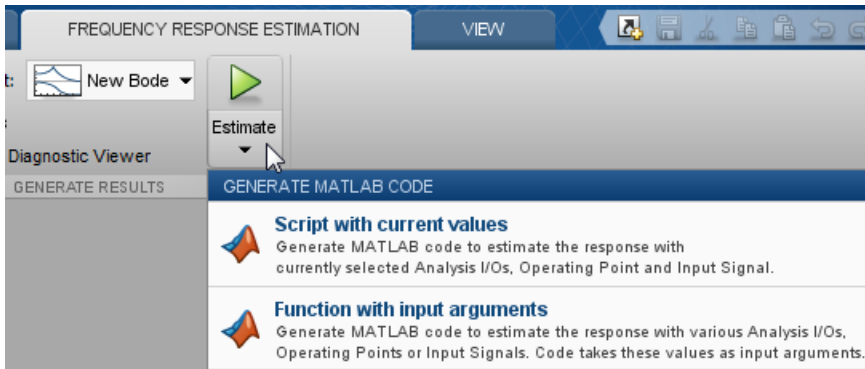 FREQUENCY RESPONSE ESTIMATION
VIEW
t:
New Bode
Estimate
Diagnostic Viewer
GENERATE RESULTS
GENERATE MATLAB CODE
Script with current values
Generate MATLAB code to estimate the response with
currently selected Analysis I/Os, Operating Point and Input Signal.
Function with input arguments
Generate MATLAB code to estimate the response with various Analysis I/Os,
Operating Points or Input Signals. Code takes these values as input arguments.